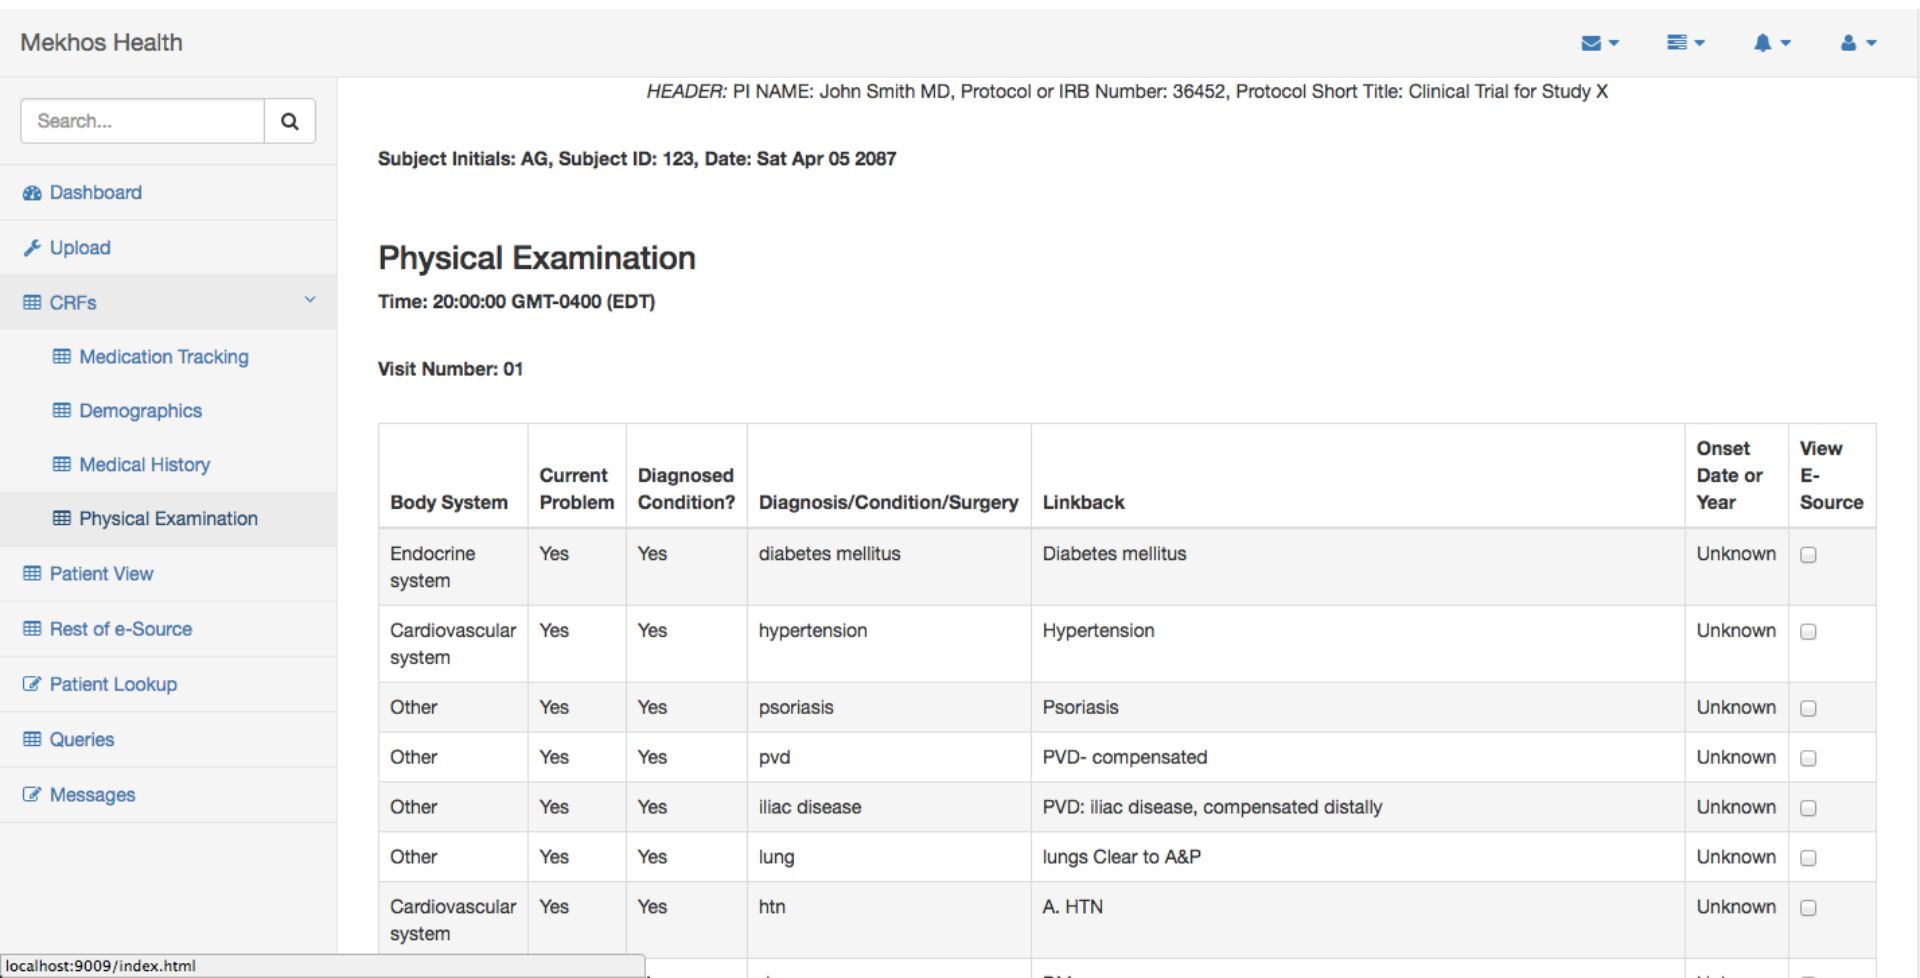 Mekhos Health
HEADER: PI NAME: John Smith MD, Protocol or IRB Number: 36452, Protocol Short Title: Clinical Trial for Study X
Search...
Subject Initials: AG, Subject ID: 123, Date: Sat Apr 05 2087
Dashboard
Upload
CRFs
Medication Tracking
Demographics
Medical History
Physical Examination
Patient View
Rest of e-Source
Patient Lookup
Queries
Messages
Physical Examination
Time: 20:00:00 GMT-0400 (EDT)
Visit Number: 01
Body System Current Problem Diagnosed Condition? Diagnosis/Condition/Surgery Linkback Onset Date or Year View E-Source
Endocrine system Yes Yes diabetes mellitus Diabetes mellitus Unknown
Cardiovascular system Yes Yes hypertension Hypertension Unknown
Other Yes Yes psoriasis Psoriasis Unknown
Other Yes Yes pvd PVD- compensated Unknown
Other Yes Yes iliac disease PVD: iliac disease, compensated distally Unknown
Other Yes Yes lung lungs Clear to A&P Unknown
Cardiovascular system Yes Yes htn A. HTN Unknown
localhost:9009/index.html